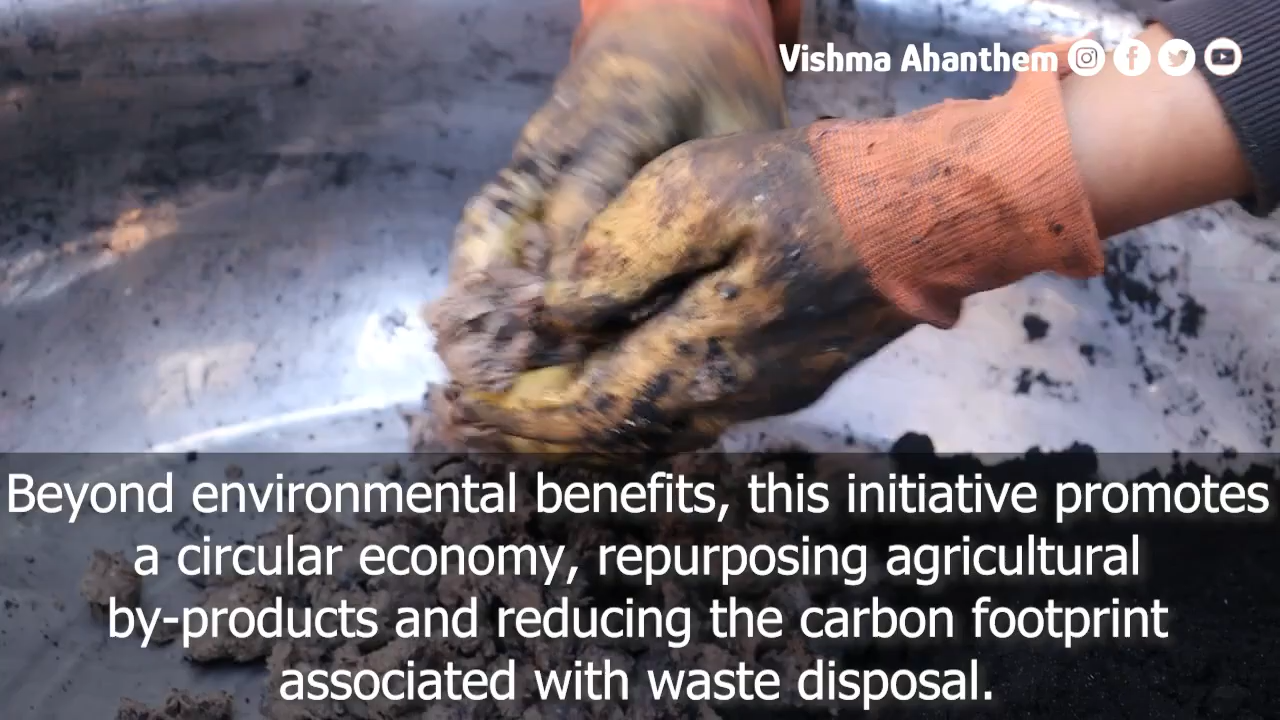 Vishma Ahanthem
Beyond environmental benefits, this initiative promotes
a circular economy, repurposing agricultural
by-products and reducing the carbon footprint
associated with waste disposal.